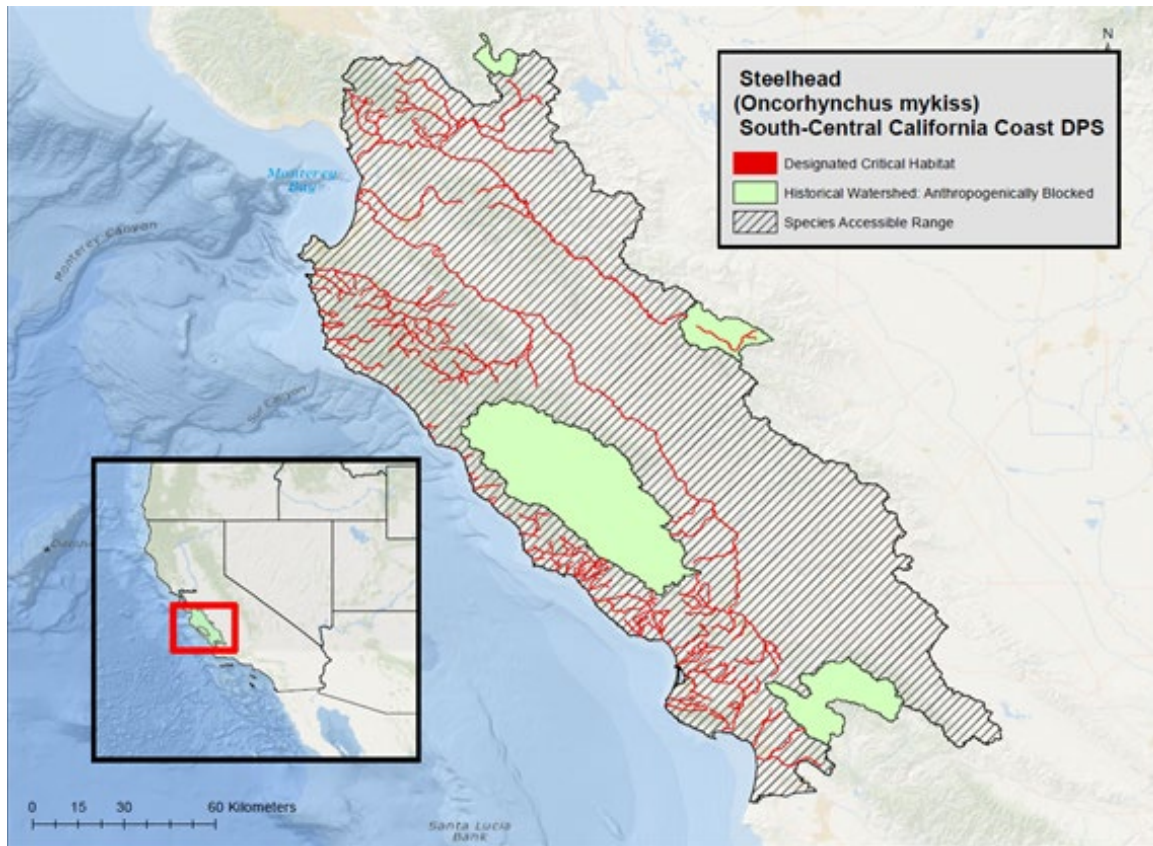 N
Steelhead
(Oncorhynchus mykiss)
South-Central California Coast DPS
Designated Critical Habitat
Historical Watershed: Anthropogenically Blocked
Species Accessible Range
Monterey
Bay
Monterey Canyon
Sur Canyon
0 15 30 60 Kilometers
Santa Lucia
Bank